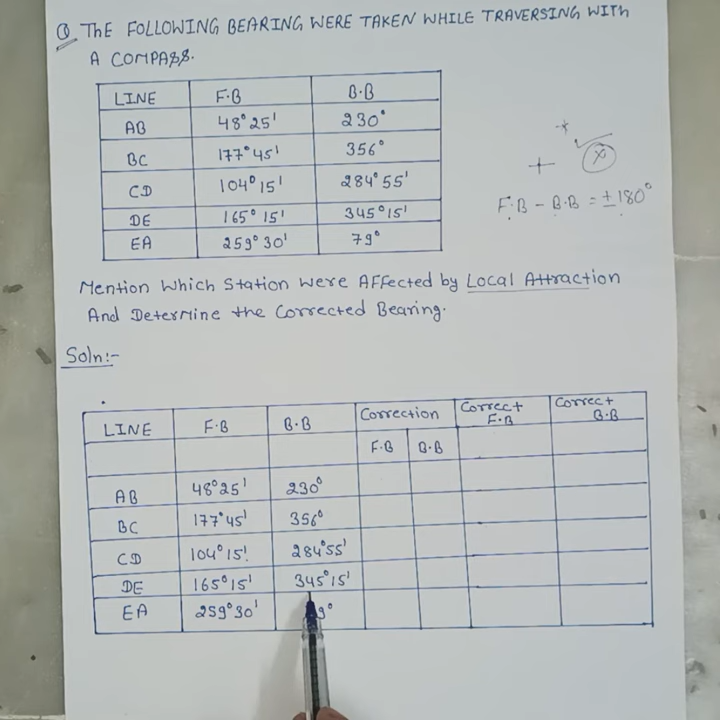 Q THE FOLLOWING BEARING WERE TAKEN WHILE TRAVERSING WITH
A COMPASS.
LINE F.B B.B
AB 48°25' 230°
BC 177°45' 356°
CD 104°15' 284°55'
DE 165°15' 345°15'
EA 259°30' 79°
F.B - B.B = ±180°
Mention Which Station Were Affected by Local Attraction
And Determine the Corrected Bearing.
Soln:-
LINE F.B B.B Correction Correct F.B Correct B.B
F.B B.B
AB 48°25' 230°
BC 177°45' 356°
CD 104°15' 284°55'
DE 165°15' 345°15'
EA 259°30' 9°